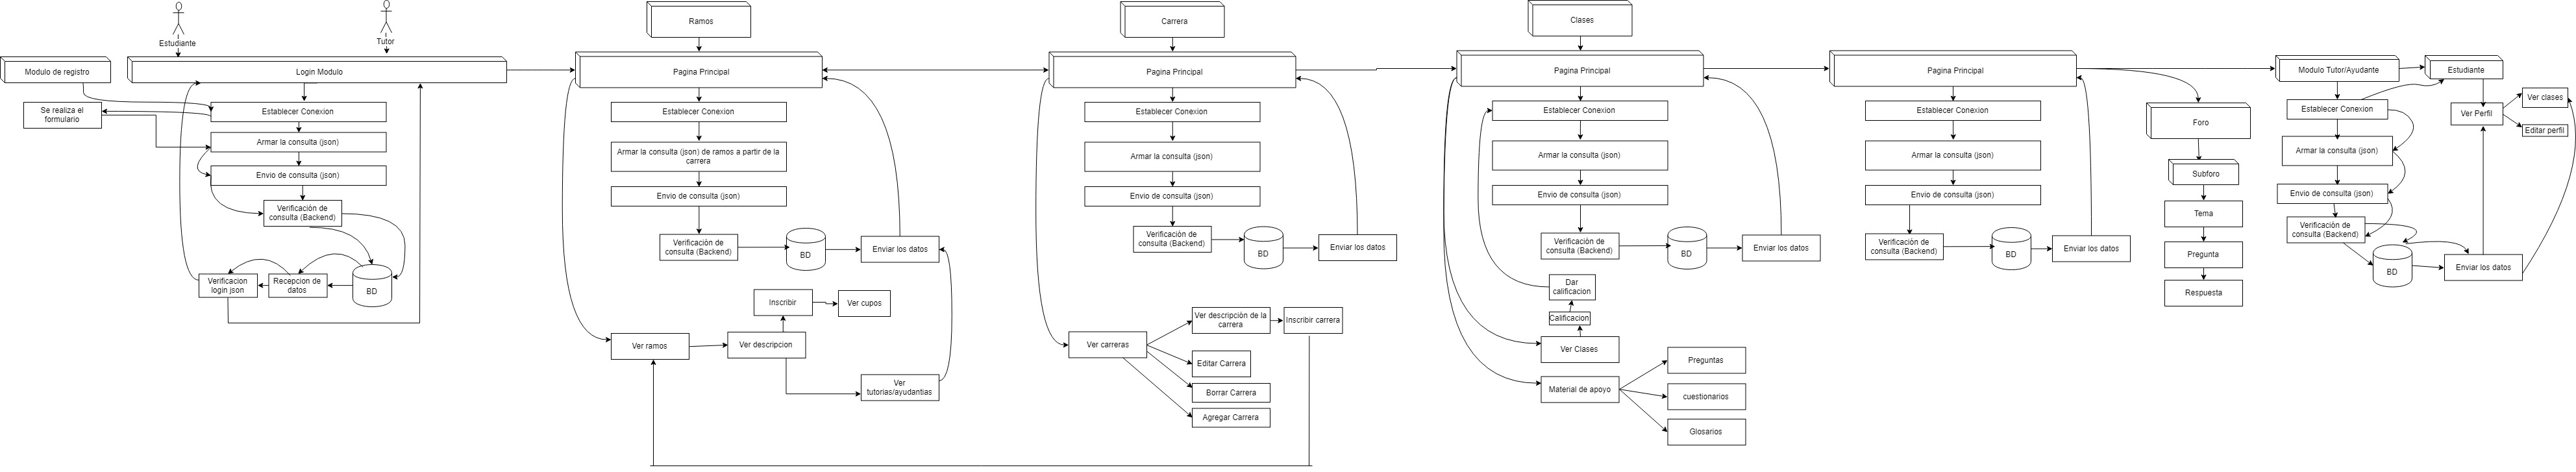 Estudiante
Tutor
Modulo de registro
Login Modulo
Se realiza el
formulario
Establecer Conexion
Armar la consulta (json)
Envio de consulta (json)
Verificaciòn de
consulta (Backend)
Verificacion
login json
Recepcion de
datos
BD
Ramos
Pagina Principal
Establecer Conexion
Armar la consulta (json) de ramos a partir de la
carrera
Envio de consulta (json)
Verificaciòn de
consulta (Backend)
BD
Enviar los datos
Inscribir
Ver cupos
Ver ramos
Ver descripcion
Ver
tutorias/ayudantias
Carrera
Pagina Principal
Establecer Conexion
Armar la consulta (json)
Envio de consulta (json)
Verificaciòn de
consulta (Backend)
BD
Enviar los datos
Ver carreras
Ver descripciòn de la
carrera
Inscribir carrera
Editar Carrera
Borrar Carrera
Agregar Carrera
Clases
Pagina Principal
Establecer Conexion
Armar la consulta (json)
Envio de consulta (json)
Verificaciòn de
consulta (Backend)
BD
Enviar los datos
Dar
calificacion
Calificacion
Ver Clases
Material de apoyo
Preguntas
cuestionarios
Glosarios
Pagina Principal
Establecer Conexion
Armar la consulta (json)
Envio de consulta (json)
Verificaciòn de
consulta (Backend)
BD
Enviar los datos
Foro
Subforo
Tema
Pregunta
Respuesta
Modulo Tutor/Ayudante
Establecer Conexion
Armar la consulta (json)
Envio de consulta (json)
Verificaciòn de
consulta (Backend)
BD
Enviar los datos
Estudiante
Ver Perfil
Ver clases
Editar perfil